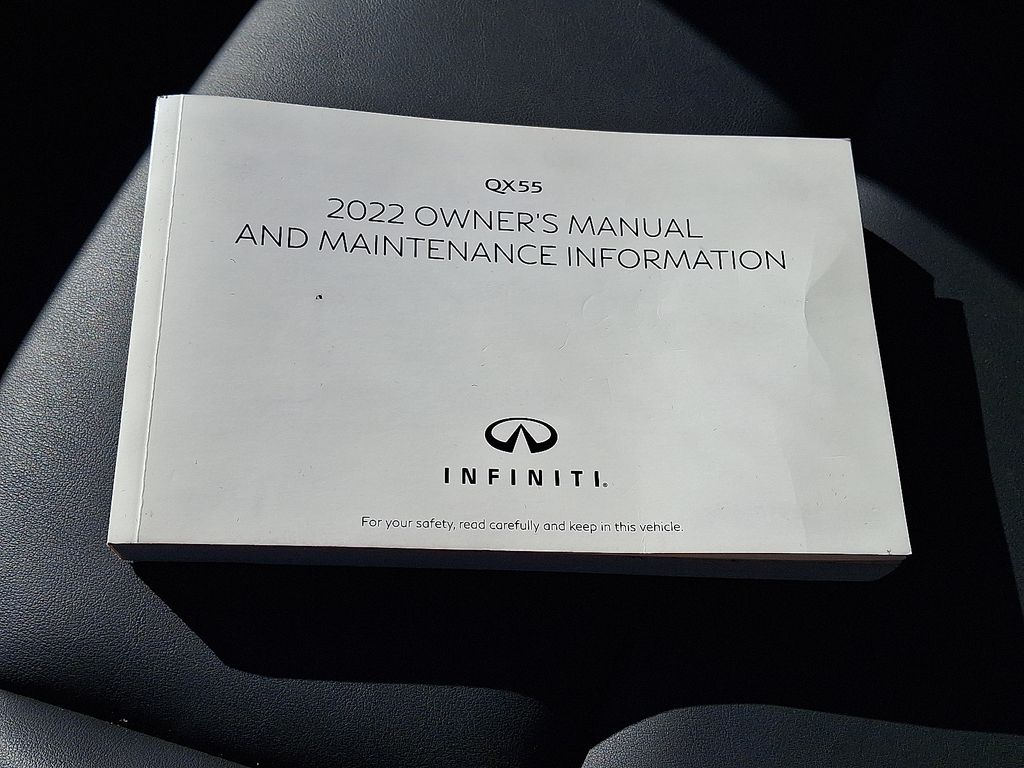 QX55
2022 OWNER'S MANUAL
AND MAINTENANCE INFORMATION
INFINITI®
For your safety, read carefully and keep in this vehicle.